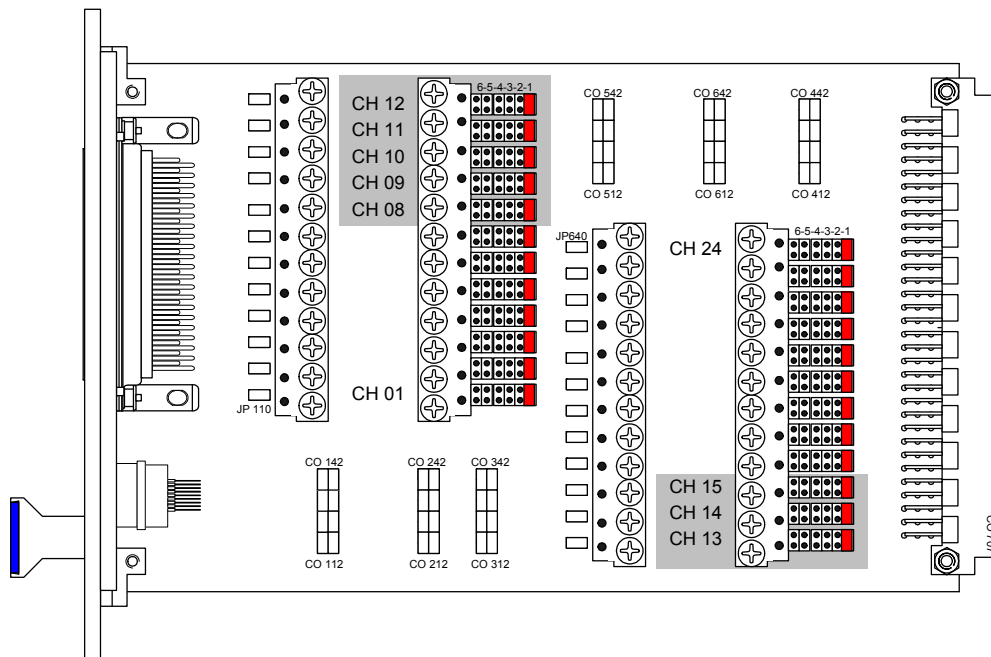 6-5-4-3-2-1
CH 12
CH 11
CH 10
CH 09
CH 08
CH 01
JP 110
CO 542
CO 642
CO 442
CO 512
CO 612
CO 412
JP640
CH 24
6-5-4-3-2-1
CH 15
CH 14
CH 13
CO 142
CO 242
CO 342
CO 112
CO 212
CO 312